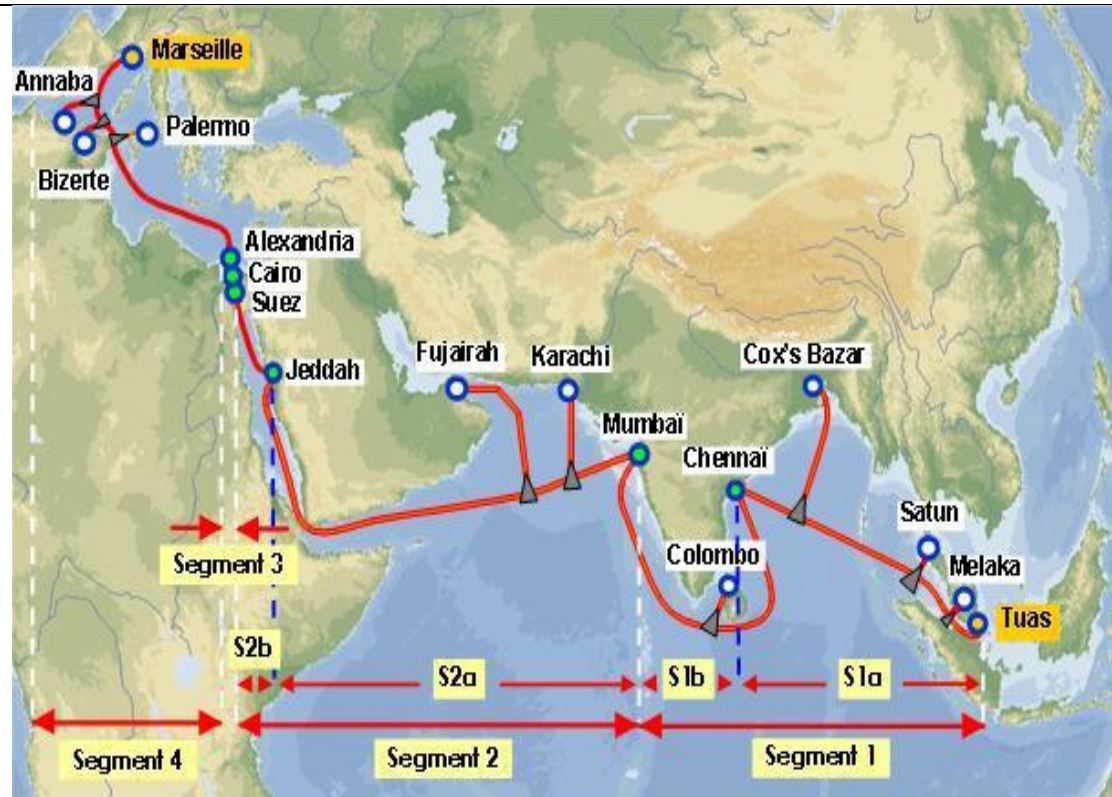 Marseille
Annaba
Palermo
Bizerte
Alexandria
Cairo
Suez
Jeddah
Fujairah
Karachi
Cox's Bazar
Mumbaï
Chennaï
Satun
Colombo
Melaka
Tuas
Segment 3
S2b
S2a
S1b
S1a
Segment 4
Segment 2
Segment 1